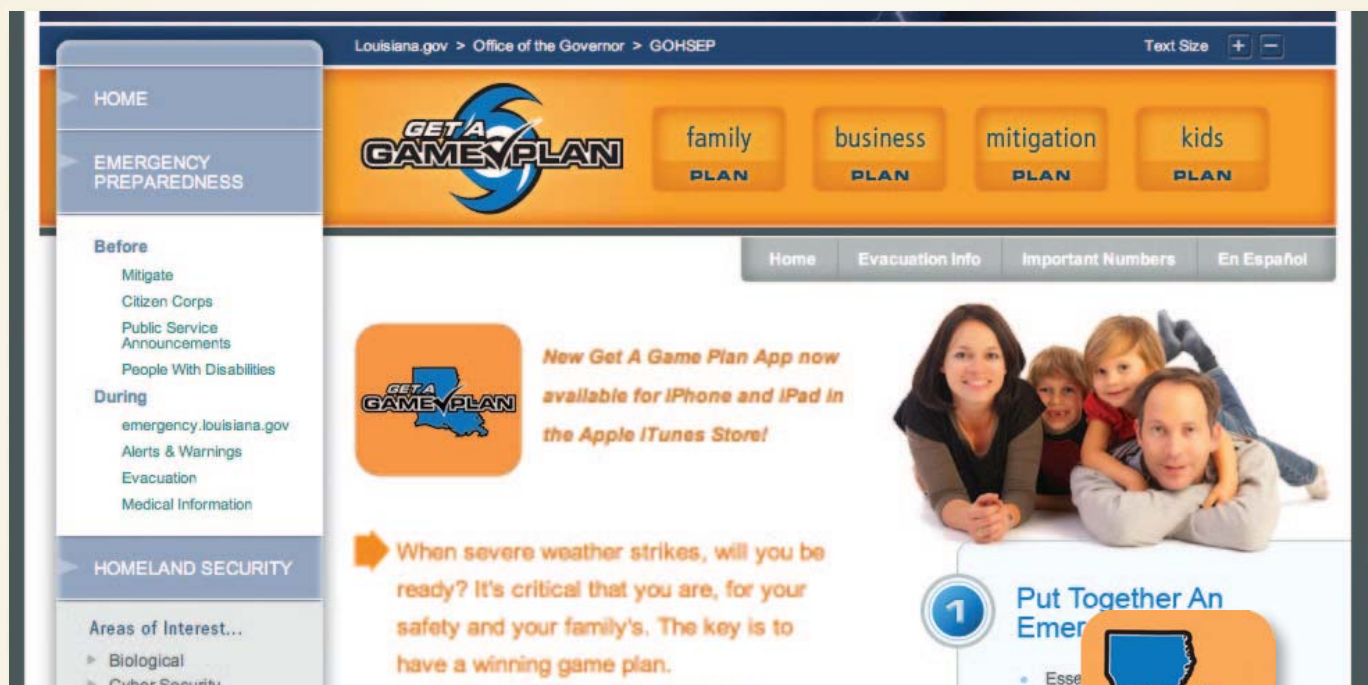 Louisiana.gov > Office of the Governor > GOHSEP
Text Size + −
HOME
EMERGENCY
PREPAREDNESS
Before
Mitigate
Citizen Corps
Public Service
Announcements
People With Disabilities
During
emergency.louisiana.gov
Alerts & Warnings
Evacuation
Medical Information
HOMELAND SECURITY
Areas of Interest...
Biological
Cyber Security
GET A
GAME PLAN
family
PLAN
business
PLAN
mitigation
PLAN
kids
PLAN
Home Evacuation Info Important Numbers En Español
GET A
GAME PLAN
New Get A Game Plan App now
available for iPhone and iPad in
the Apple iTunes Store!
When severe weather strikes, will you be
ready? It's critical that you are, for your
safety and your family's. The key is to
have a winning game plan.
1
Put Together An